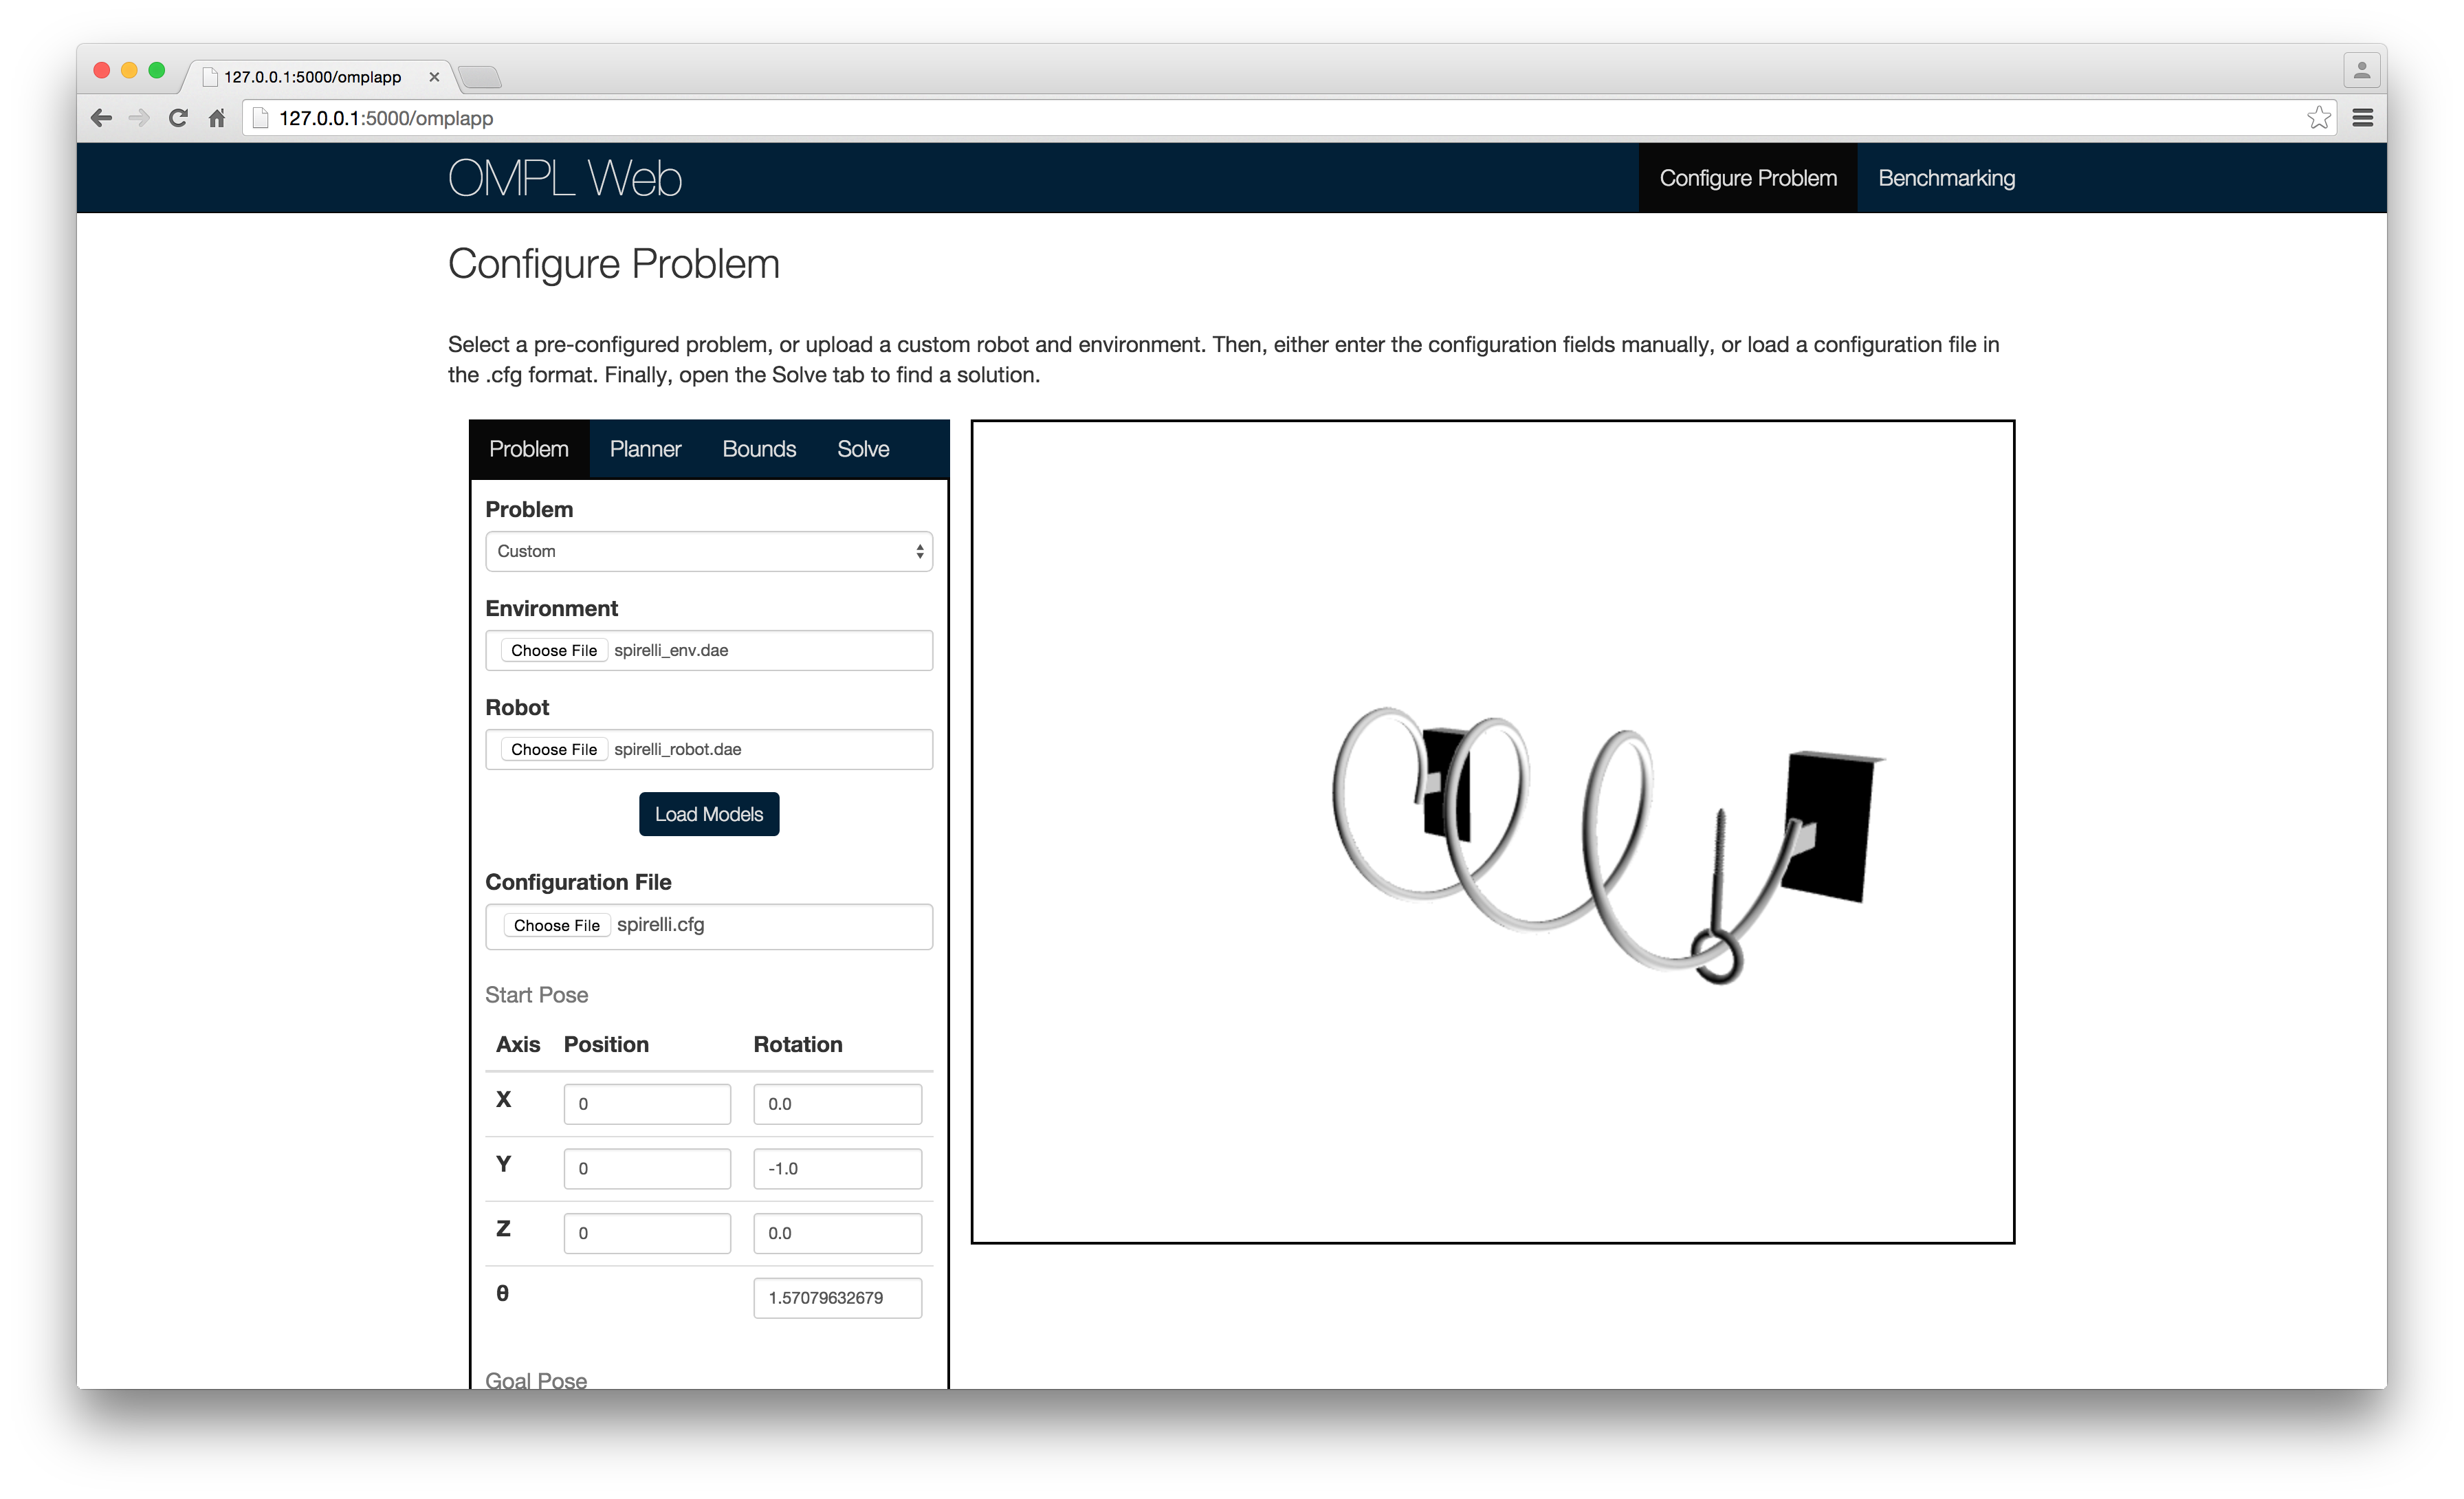 127.0.0.1:5000/omplapp
127.0.0.1:5000/omplapp
OMPL Web
Configure Problem
Benchmarking
Configure Problem
Select a pre-configured problem, or upload a custom robot and environment. Then, either enter the configuration fields manually, or load a configuration file in
the .cfg format. Finally, open the Solve tab to find a solution.
Problem Planner Bounds Solve
Problem
Custom
Environment
Choose File spirelli_env.dae
Robot
Choose File spirelli_robot.dae
Load Models
Configuration File
Choose File spirelli.cfg
Start Pose
Axis Position Rotation
X 0 0.0
Y 0 -1.0
Z 0 0.0
θ 1.57079632679
Goal Pose